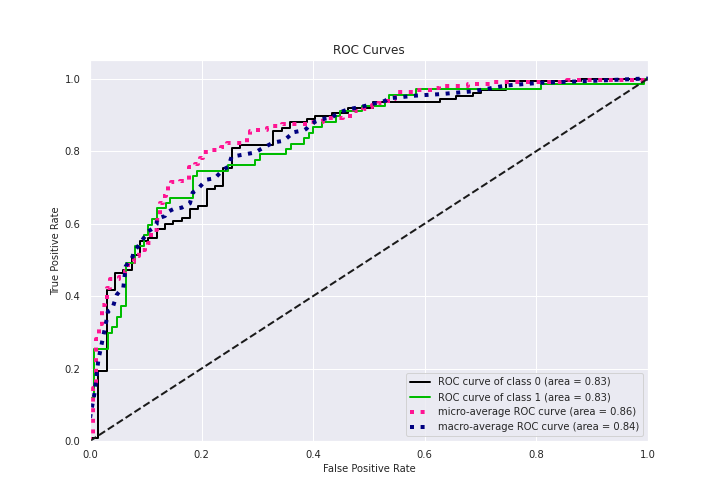 ROC Curves
1.0
0.8
0.6
0.4
0.2
0.0
True Positive Rate
ROC curve of class 0 (area = 0.83)
ROC curve of class 1 (area = 0.83)
micro-average ROC curve (area = 0.86)
macro-average ROC curve (area = 0.84)
0.0 0.2 0.4 0.6 0.8 1.0
False Positive Rate